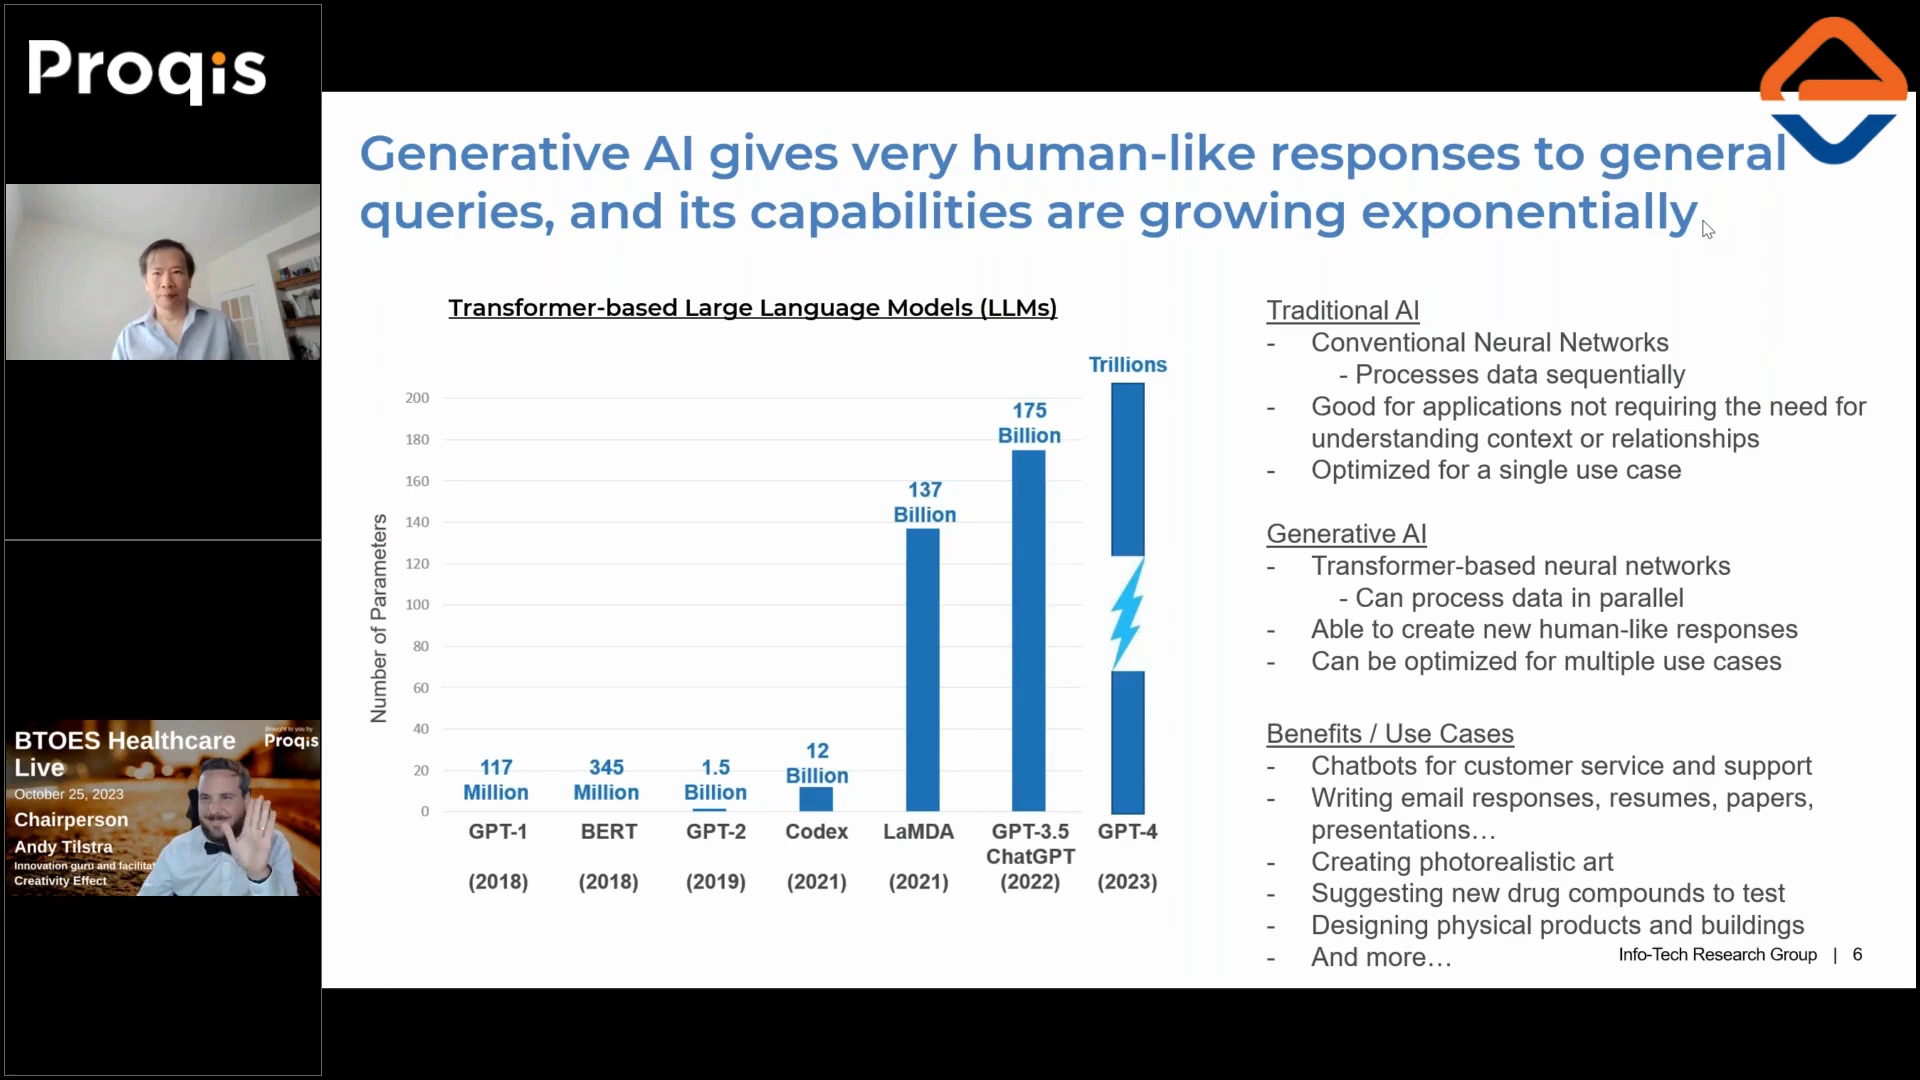 Proqis
BTOES Healthcare
Live
Brought to you by
Proqis
October 25, 2023
Chairperson
Andy Tilstra
Innovation guru and facilitat
Creativity Effect
Generative AI gives very human-like responses to general
queries, and its capabilities are growing exponentially
Transformer-based Large Language Models (LLMs)
Number of Parameters
200
180
160
140
120
100
80
60
40
20
0
117
Million
345
Million
1.5
Billion
12
Billion
137
Billion
175
Billion
Trillions
GPT-1
(2018)
BERT
(2018)
GPT-2
(2019)
Codex
(2021)
LaMDA
(2021)
GPT-3.5
ChatGPT
(2022)
GPT-4
(2023)
Traditional AI
- Conventional Neural Networks
- Processes data sequentially
- Good for applications not requiring the need for
understanding context or relationships
- Optimized for a single use case
Generative AI
- Transformer-based neural networks
- Can process data in parallel
- Able to create new human-like responses
- Can be optimized for multiple use cases
Benefits / Use Cases
- Chatbots for customer service and support
- Writing email responses, resumes, papers,
presentations…
- Creating photorealistic art
- Suggesting new drug compounds to test
- Designing physical products and buildings
- And more…
Info-Tech Research Group | 6